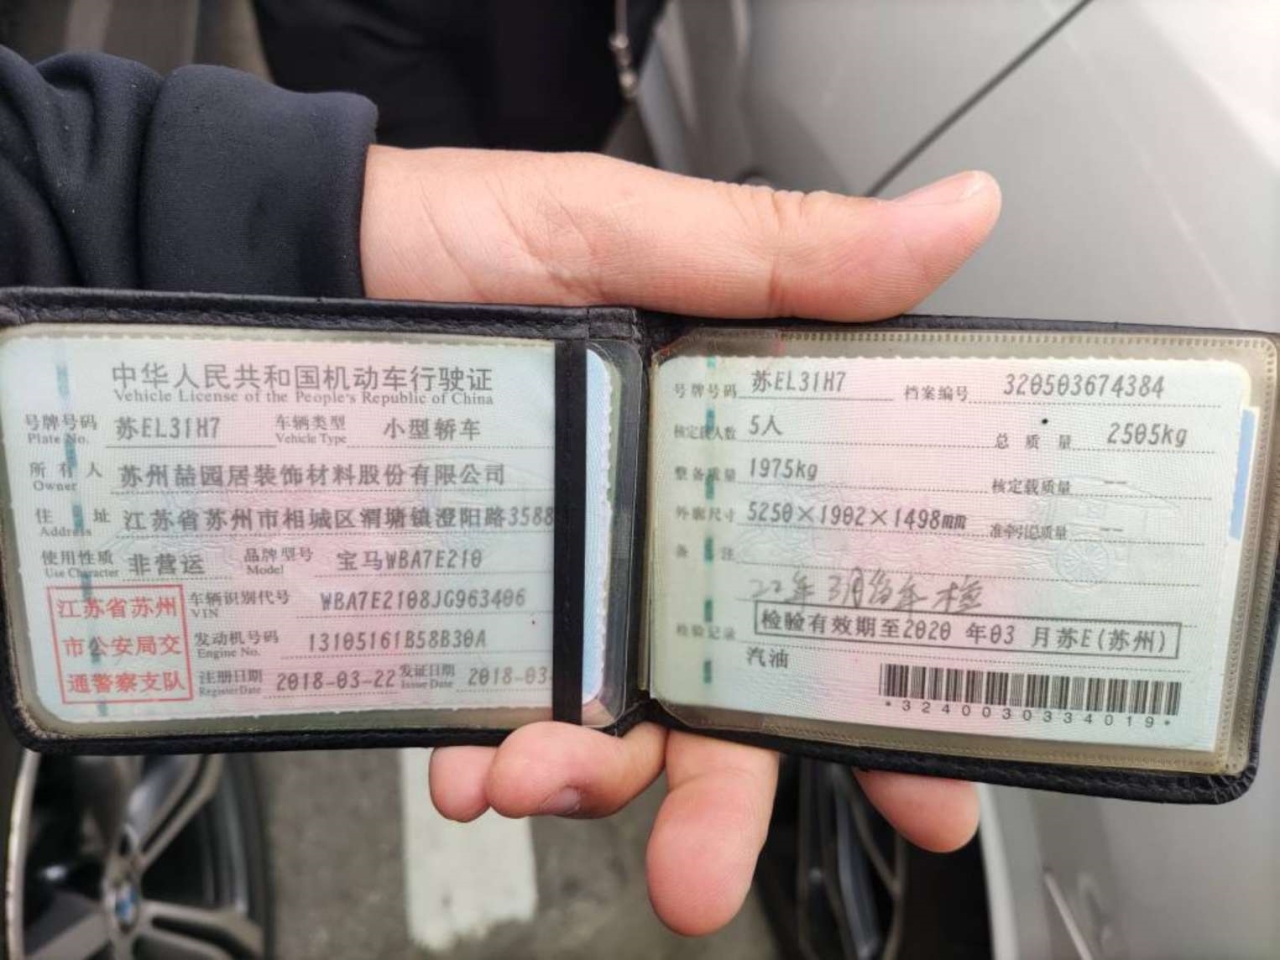 中华人民共和国机动车行驶证
Vehicle License of the People's Republic of China
号牌号码 苏EL31H7 车辆类型 小型轿车
Plate No. Vehicle Type
所有人 苏州喆园居装饰材料股份有限公司
Owner
住址 江苏省苏州市相城区渭塘镇澄阳路3588
Address
使用性质 非营运 品牌型号 宝马WBA7E210
Use Character Model
车辆识别代号 WBA7E2108JG963406
VIN
发动机号码 13105161B58B30A
Engine No.
注册日期 2018-03-22 发证日期 2018-03
Register Date Issue Date
江苏省苏州
市公安局交
通警察支队
号牌号码 苏EL31H7 档案编号 320503674384
核定载人数 5人 总质量 2505kg
整备质量 1975kg 核定载质量 --
外廓尺寸 5250×1902×1498mm 准牵引总质量 --
备注
22年3月免年检
检验记录 检验有效期至2020 年03 月苏E(苏州)
汽油
*3240030334019*